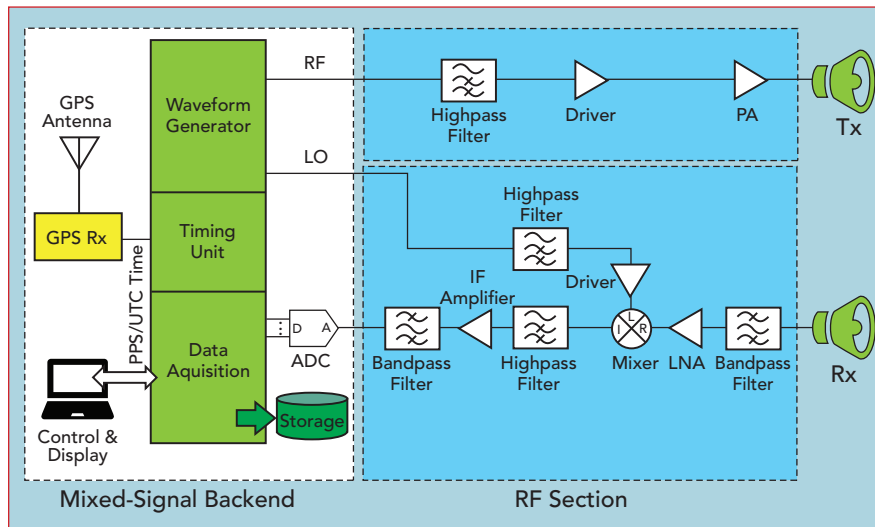 GPS
Antenna
GPS Rx
PPS/UTC Time
Control &
Display
Waveform
Generator
Timing
Unit
Data
Aquisition
Storage
D
A
ADC
Mixed-Signal Backend
RF
LO
Highpass
Filter
Driver
PA
Tx
Highpass
Filter
Driver
IF
Amplifier
Bandpass
Filter
Highpass
Filter
L
I
R
Mixer
LNA
Bandpass
Filter
Rx
RF Section